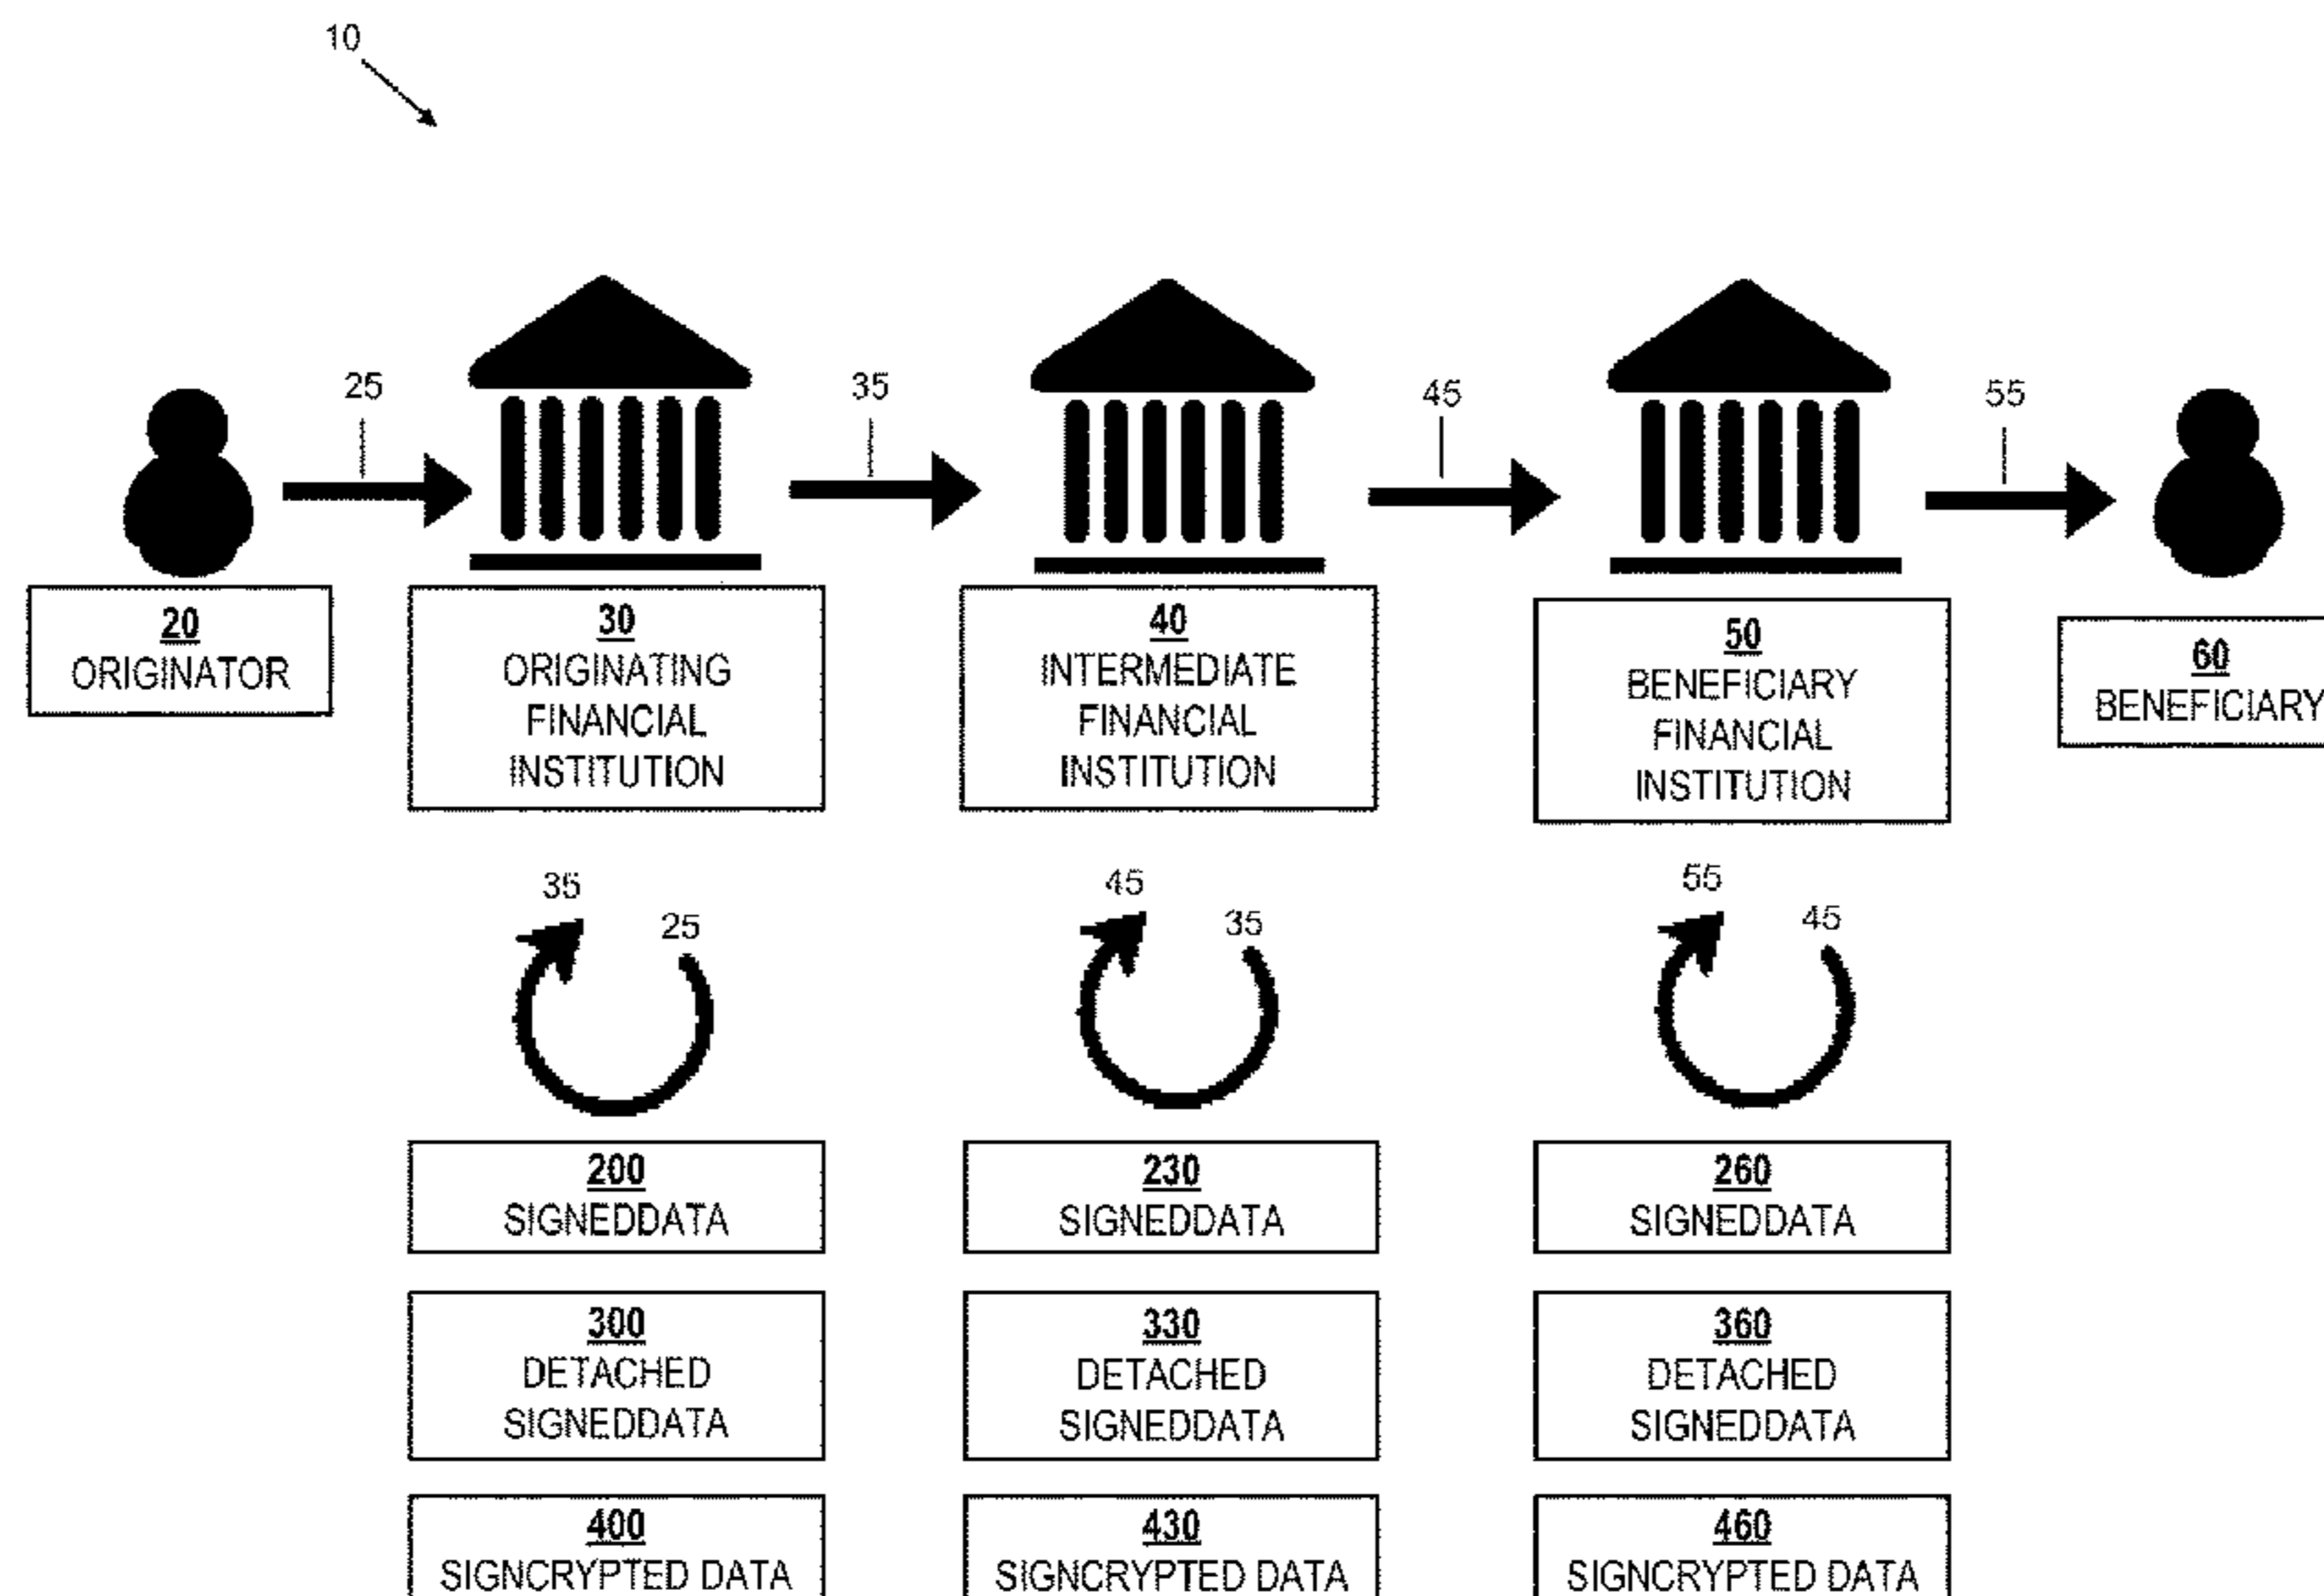 10
25
35
45
55
20
ORIGINATOR
30
ORIGINATING
FINANCIAL
INSTITUTION
40
INTERMEDIATE
FINANCIAL
INSTITUTION
50
BENEFICIARY
FINANCIAL
INSTITUTION
60
BENEFICIARY
35
25
45
35
55
45
200
SIGNEDDATA
230
SIGNEDDATA
260
SIGNEDDATA
300
DETACHED
SIGNEDDATA
330
DETACHED
SIGNEDDATA
360
DETACHED
SIGNEDDATA
400
SIGNCRYPTED DATA
430
SIGNCRYPTED DATA
460
SIGNCRYPTED DATA